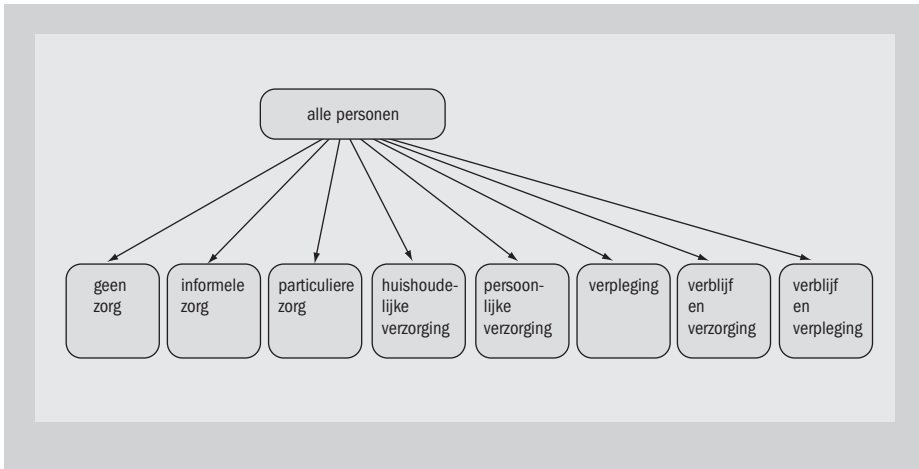 alle personen
geen
zorg
informele
zorg
particuliere
zorg
huishoude-
lijke
verzorging
persoon-
lijke
verzorging
verpleging
verblijf
en
verzorging
verblijf
en
verpleging